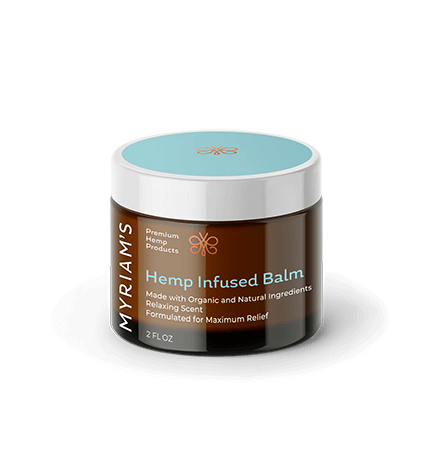 MYRIAM'S
Premium
Hemp
Products
Hemp Infused Balm
Made with Organic and Natural Ingredients
Relaxing Scent
Formulated for Maximum Relief
2 FL OZ